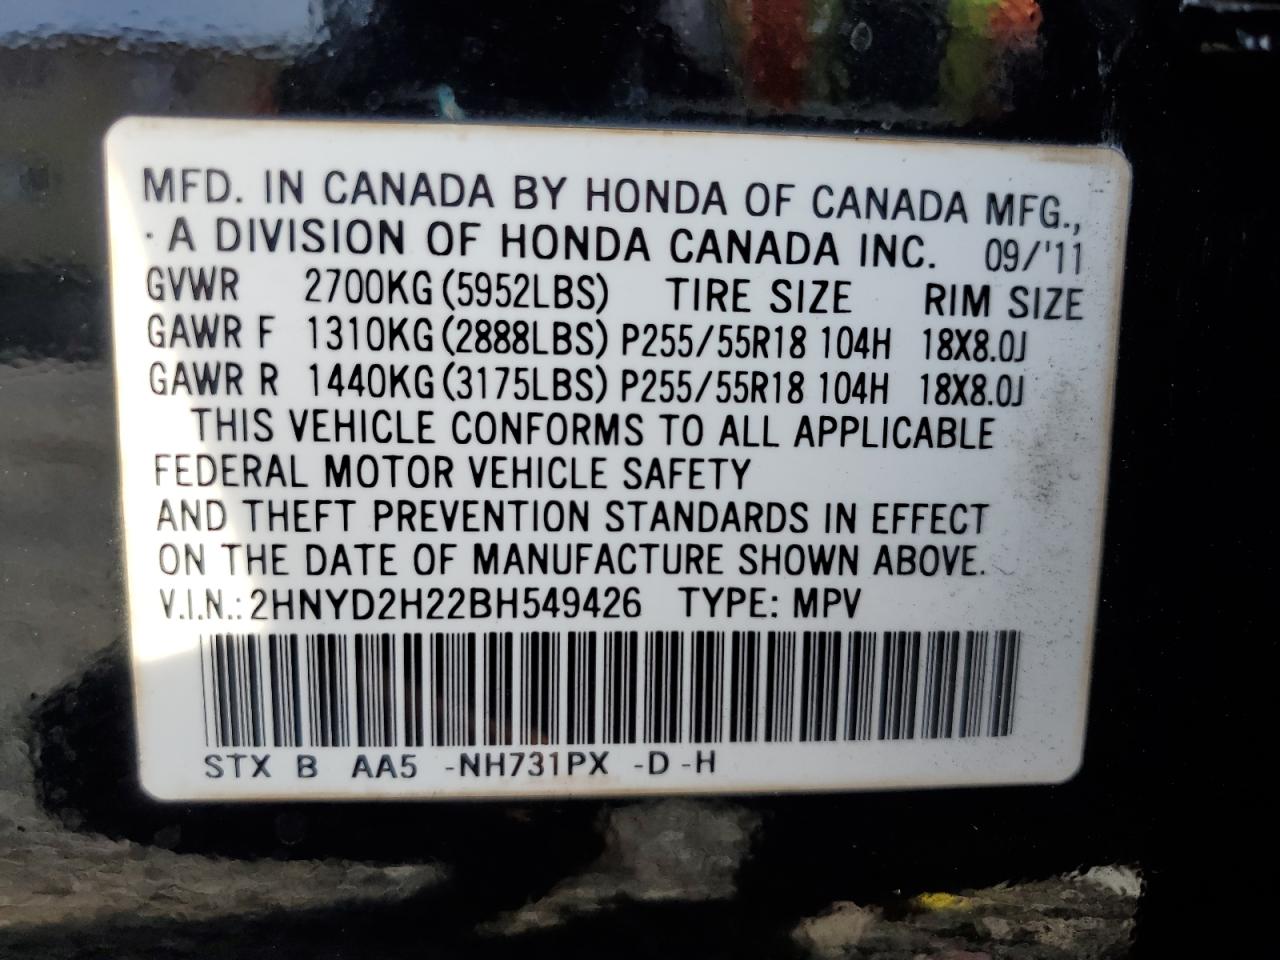 MFD. IN CANADA BY HONDA OF CANADA MFG.,
A DIVISION OF HONDA CANADA INC. 09/'11
GVWR 2700KG (5952LBS) TIRE SIZE RIM SIZE
GAWR F 1310KG (2888LBS) P255/55R18 104H 18X8.0J
GAWR R 1440KG (3175LBS) P255/55R18 104H 18X8.0J
THIS VEHICLE CONFORMS TO ALL APPLICABLE
FEDERAL MOTOR VEHICLE SAFETY
AND THEFT PREVENTION STANDARDS IN EFFECT
ON THE DATE OF MANUFACTURE SHOWN ABOVE.
V.I.N.: 2HNYD2H22BH549426 TYPE: MPV
STX B AA5 -NH731PX -D -H